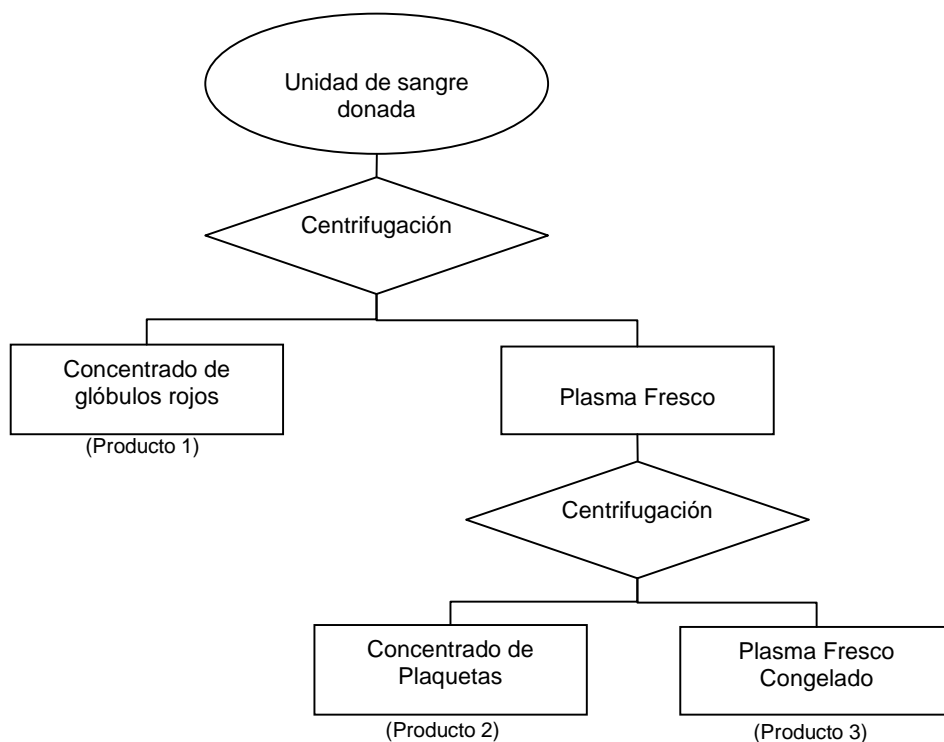 Unidad de sangre
donada
Centrifugación
Concentrado de
glóbulos rojos
(Producto 1)
Plasma Fresco
Centrifugación
Concentrado de
Plaquetas
(Producto 2)
Plasma Fresco
Congelado
(Producto 3)